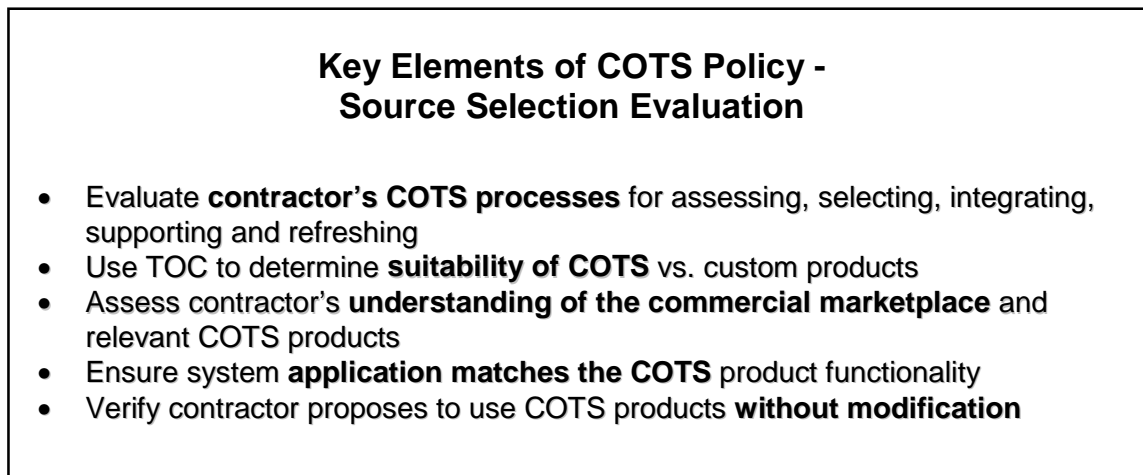 Key Elements of COTS Policy -
Source Selection Evaluation
• Evaluate contractor’s COTS processes for assessing, selecting, integrating,
supporting and refreshing
• Use TOC to determine suitability of COTS vs. custom products
• Assess contractor’s understanding of the commercial marketplace and
relevant COTS products
• Ensure system application matches the COTS product functionality
• Verify contractor proposes to use COTS products without modification